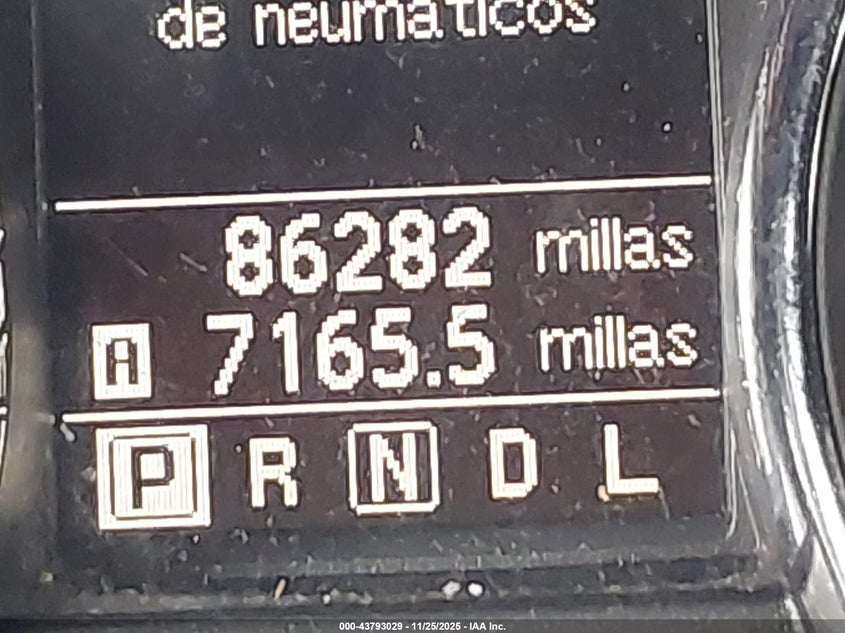 de neumáticos
86282 millas
A 7165.5 millas
P R N D L
000-43793029 - 11/25/2025 - IAA Inc.